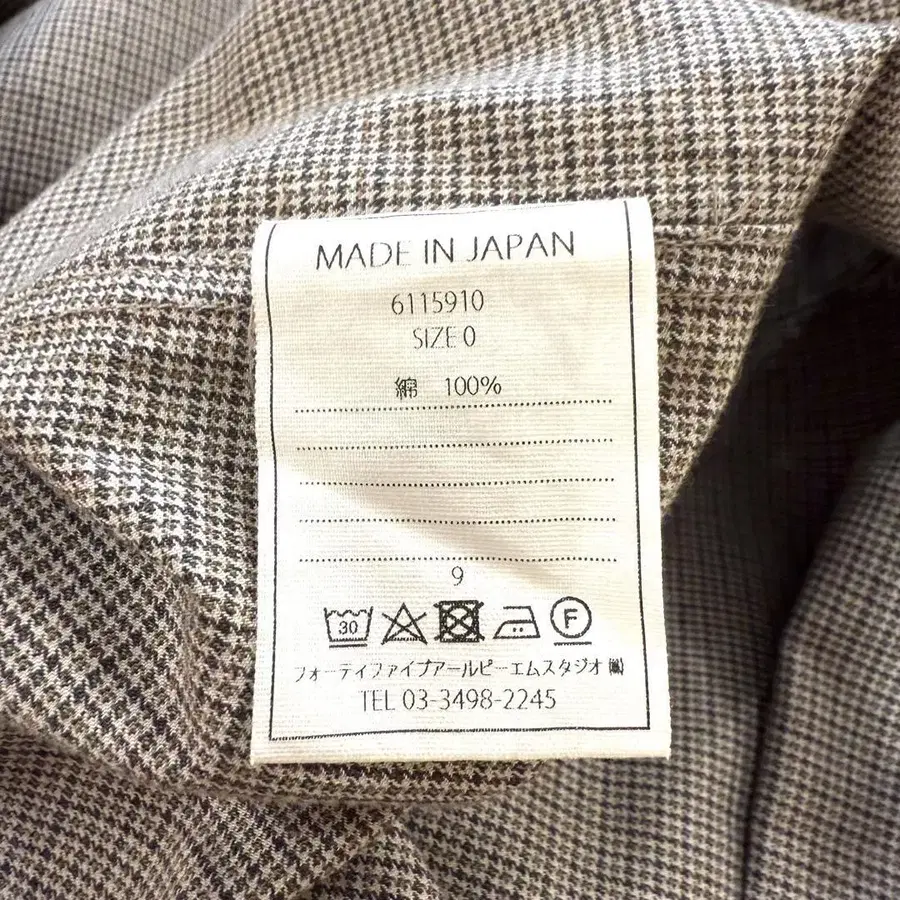 MADE IN JAPAN
6115910
SIZE 0
綿 100%
9
30
F
フォーティファイブアールピーエムスタジオ ㈱
TEL 03-3498-2245